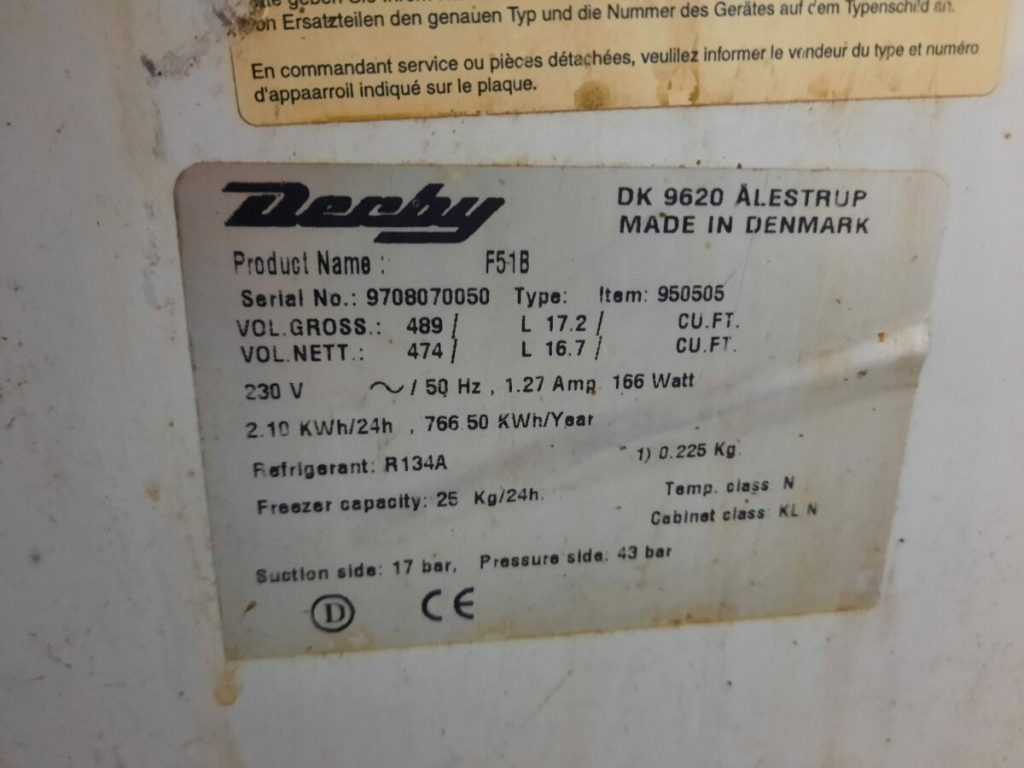 geben Sie Ihrem
von Ersatzteilen den genauen Typ und die Nummer des Gerätes auf dem Typenschild an.
En commandant service ou pièces détachées, veulilez informer le vendeur du type et numéro
d'appaarroil indiqué sur le plaque.
Derby
DK 9620 ÅLESTRUP
MADE IN DENMARK
Product Name : F51B
Serial No.: 9708070050 Type: Item: 950505
VOL.GROSS.: 489 / L 17.2 / CU.FT.
VOL.NETT.: 474 / L 16.7 / CU.FT.
230 V ~ / 50 Hz , 1.27 Amp. 166 Watt
2.10 KWh/24h , 766.50 KWh/Year
Refrigerant: R134A 1) 0.225 Kg.
Freezer capacity: 25 Kg/24h. Temp. class N
Cabinet class KL N
Suction side: 17 bar, Pressure side: 43 bar
D CE